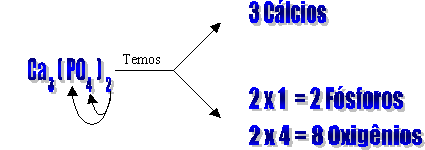 3 Cálcios
Temos
Ca3 (PO4)2
2 x 1 = 2 Fósforos
2 x 4 = 8 Oxigênios